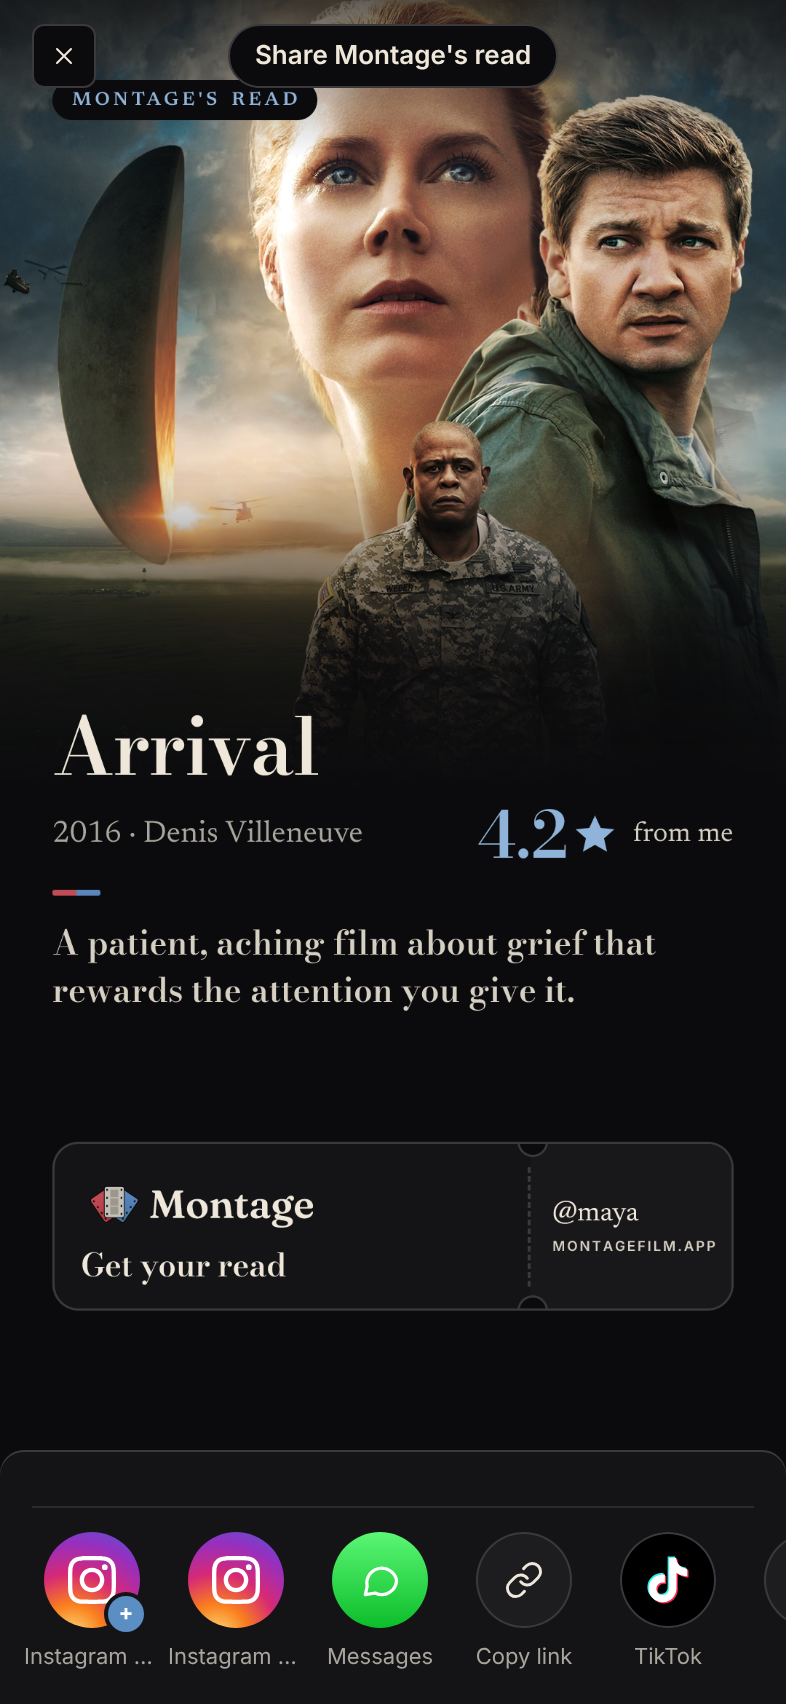 Share Montage's read
MONTAGE'S READ
WEBER
U.S. ARMY
Arrival
2016 · Denis Villeneuve
4.2★ from me
A patient, aching film about grief that
rewards the attention you give it.
Montage
Get your read
@maya
MONTAGEFILM.APP
Instagram ...
Instagram ...
Messages
Copy link
TikTok